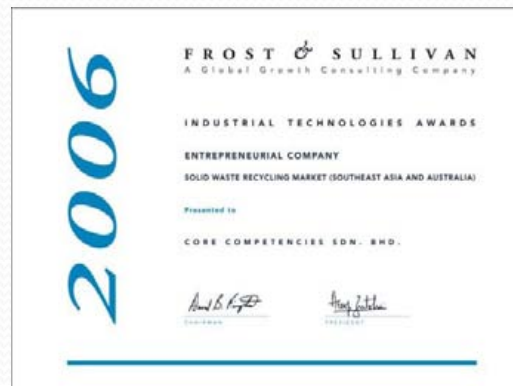 2006
FROST & SULLIVAN
A Global Growth Consulting Company
INDUSTRIAL TECHNOLOGIES AWARDS
ENTREPRENEURIAL COMPANY
SOLID WASTE RECYCLING MARKET (SOUTHEAST ASIA AND AUSTRALIA)
Presented to
CORE COMPETENCIES SDN. BHD.
CHAIRMAN PRESIDENT